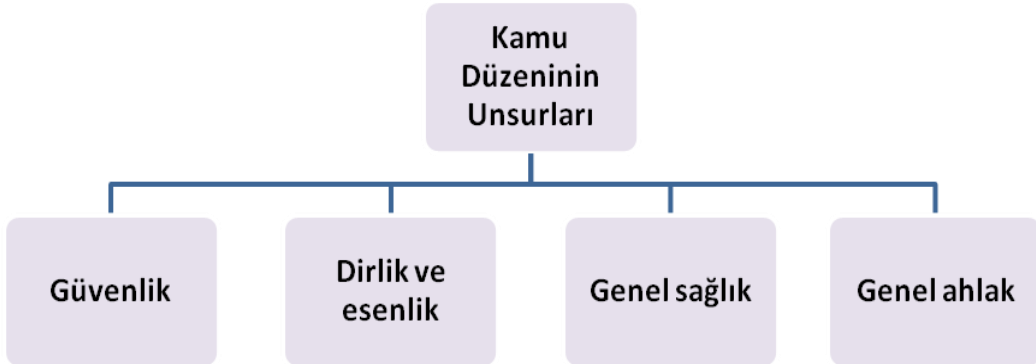 Kamu
Düzeninin
Unsurları
Güvenlik
Dirlik ve
esenlik
Genel sağlık
Genel ahlak